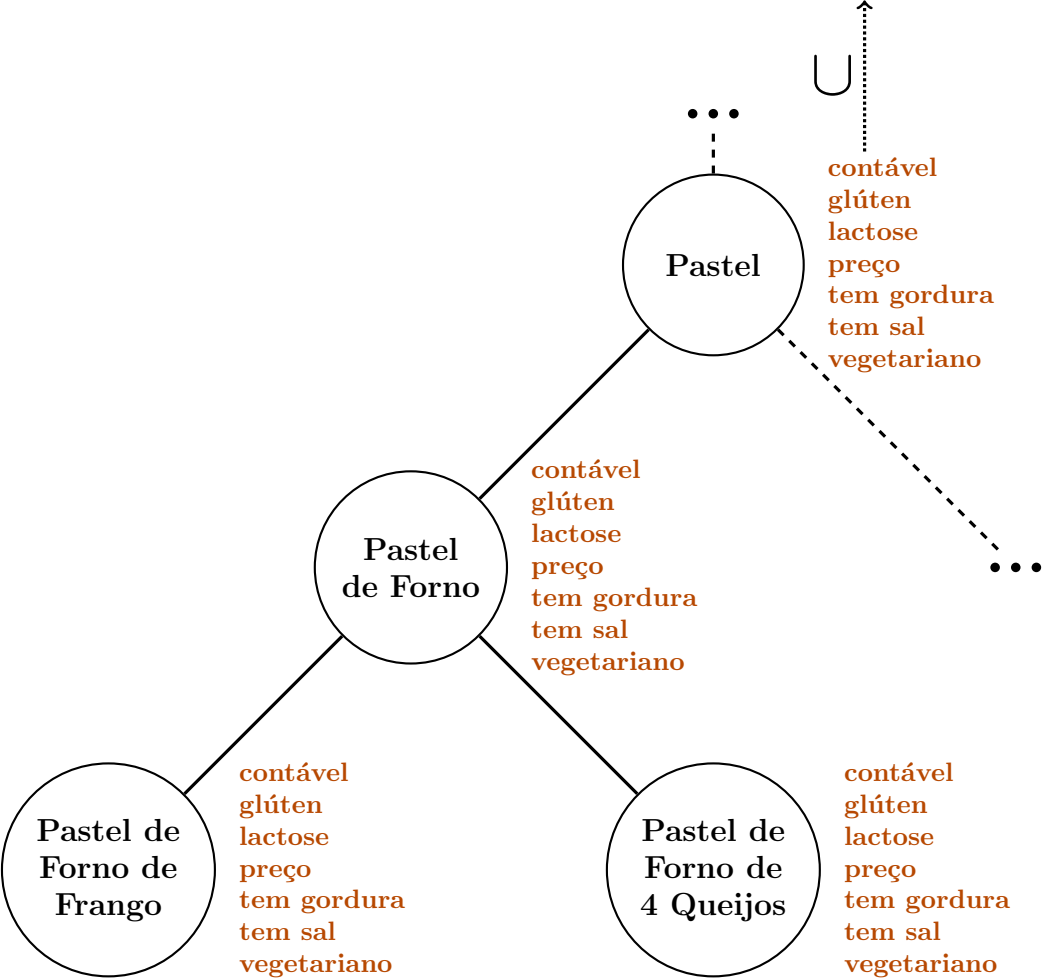 ∪
...
contável
glúten
lactose
preço
tem gordura
tem sal
vegetariano
Pastel
contável
glúten
lactose
preço
tem gordura
tem sal
vegetariano
Pastel
de Forno
...
Pastel de
Forno de
Frango
contável
glúten
lactose
preço
tem gordura
tem sal
vegetariano
Pastel de
Forno de
4 Queijos
contável
glúten
lactose
preço
tem gordura
tem sal
vegetariano